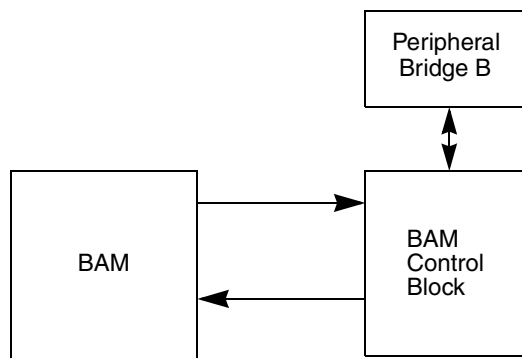 Peripheral
Bridge B
BAM
BAM
Control
Block